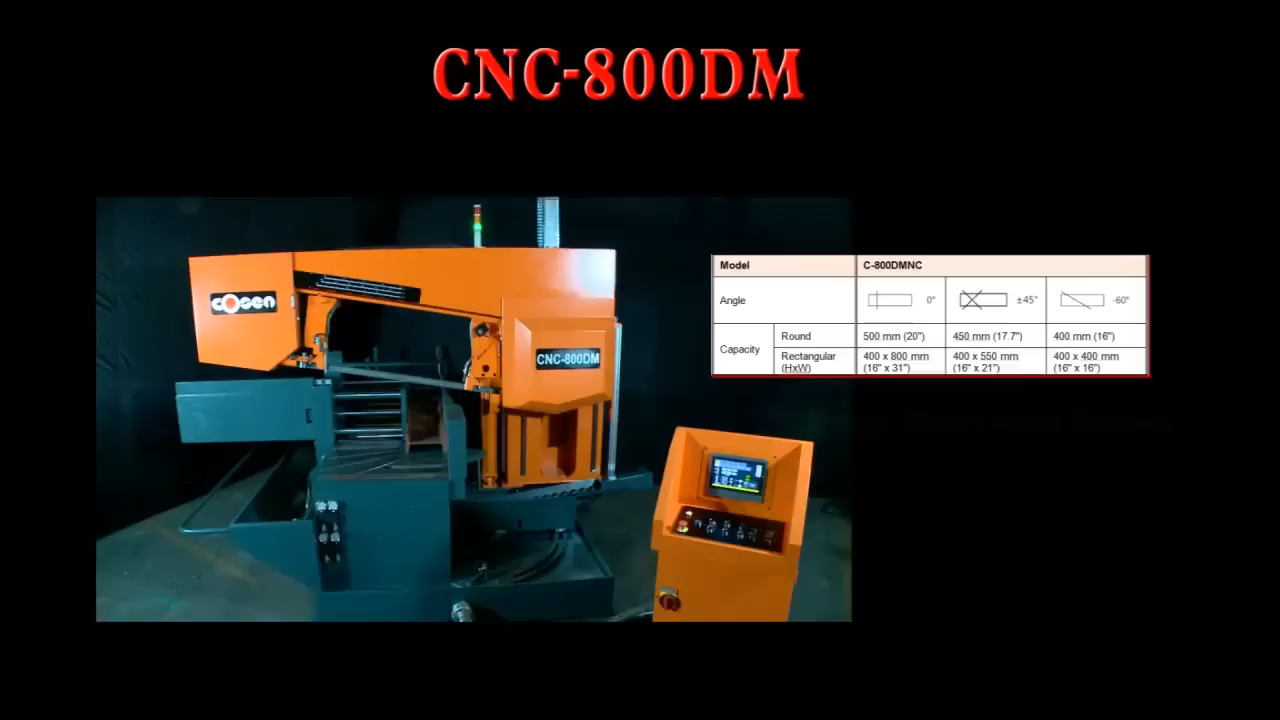 CNC-800DM
cosen
CNC-800DM
Model C-800DMNC
Angle 0° ±45° -60°
Capacity Round 500 mm (20") 450 mm (17.7") 400 mm (16")
Rectangular (HxW) 400 x 800 mm (16" x 31") 400 x 550 mm (16" x 21") 400 x 400 mm (16" x 16")